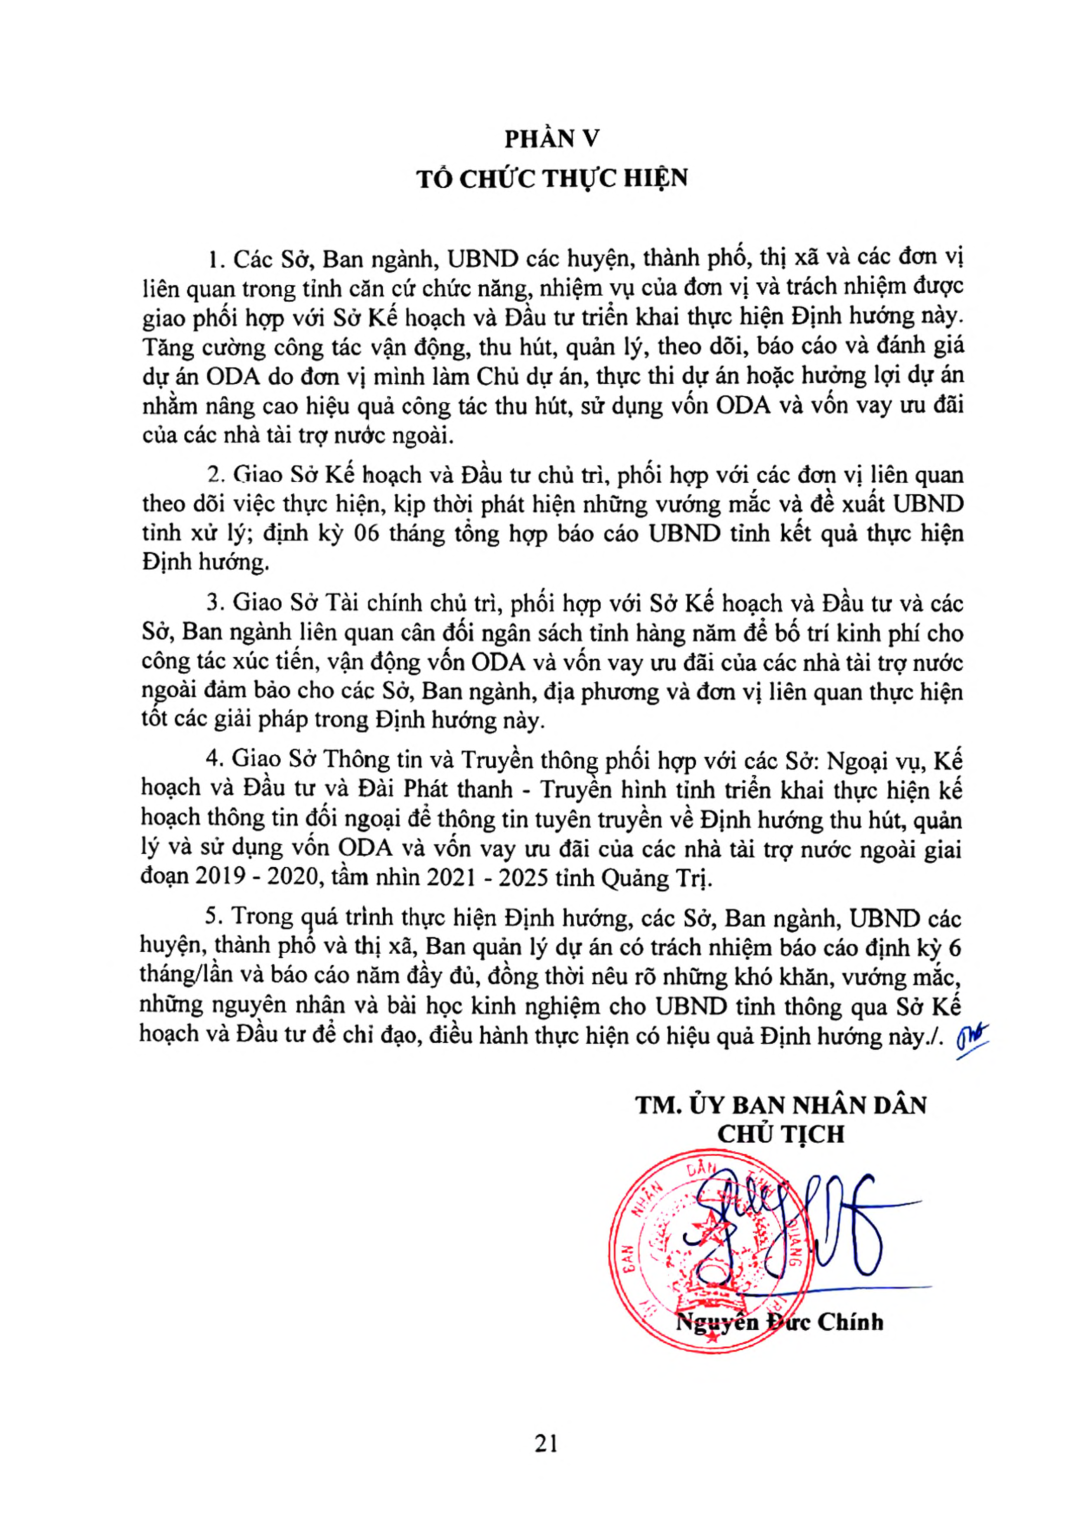 PHẦN V
TỔ CHỨC THỰC HIỆN
1. Các Sở, Ban ngành, UBND các huyện, thành phố, thị xã và các đơn vị
liên quan trong tỉnh căn cứ chức năng, nhiệm vụ của đơn vị và trách nhiệm được
giao phối hợp với Sở Kế hoạch và Đầu tư triển khai thực hiện Định hướng này.
Tăng cường công tác vận động, thu hút, quản lý, theo dõi, báo cáo và đánh giá
dự án ODA do đơn vị mình làm Chủ dự án, thực thi dự án hoặc hưởng lợi dự án
nhằm nâng cao hiệu quả công tác thu hút, sử dụng vốn ODA và vốn vay ưu đãi
của các nhà tài trợ nước ngoài.
2. Giao Sở Kế hoạch và Đầu tư chủ trì, phối hợp với các đơn vị liên quan
theo dõi việc thực hiện, kịp thời phát hiện những vướng mắc và đề xuất UBND
tỉnh xử lý; định kỳ 06 tháng tổng hợp báo cáo UBND tỉnh kết quả thực hiện
Định hướng.
3. Giao Sở Tài chính chủ trì, phối hợp với Sở Kế hoạch và Đầu tư và các
Sở, Ban ngành liên quan cân đối ngân sách tỉnh hàng năm để bố trí kinh phí cho
công tác xúc tiến, vận động vốn ODA và vốn vay ưu đãi của các nhà tài trợ nước
ngoài đảm bảo cho các Sở, Ban ngành, địa phương và đơn vị liên quan thực hiện
tốt các giải pháp trong Định hướng này.
4. Giao Sở Thông tin và Truyền thông phối hợp với các Sở: Ngoại vụ, Kế
hoạch và Đầu tư và Đài Phát thanh - Truyền hình tỉnh triển khai thực hiện kế
hoạch thông tin đối ngoại để thông tin tuyên truyền về Định hướng thu hút, quản
lý và sử dụng vốn ODA và vốn vay ưu đãi của các nhà tài trợ nước ngoài giai
đoạn 2019 - 2020, tầm nhìn 2021 - 2025 tỉnh Quảng Trị.
5. Trong quá trình thực hiện Định hướng, các Sở, Ban ngành, UBND các
huyện, thành phố và thị xã, Ban quản lý dự án có trách nhiệm báo cáo định kỳ 6
tháng/lần và báo cáo năm đầy đủ, đồng thời nêu rõ những khó khăn, vướng mắc,
những nguyên nhân và bài học kinh nghiệm cho UBND tỉnh thông qua Sở Kế
hoạch và Đầu tư để chỉ đạo, điều hành thực hiện có hiệu quả Định hướng này./.
TM. ỦY BAN NHÂN DÂN
CHỦ TỊCH
ỦY BAN NHÂN DÂN TỈNH QUẢNG TRỊ
Nguyễn Đức Chính
21